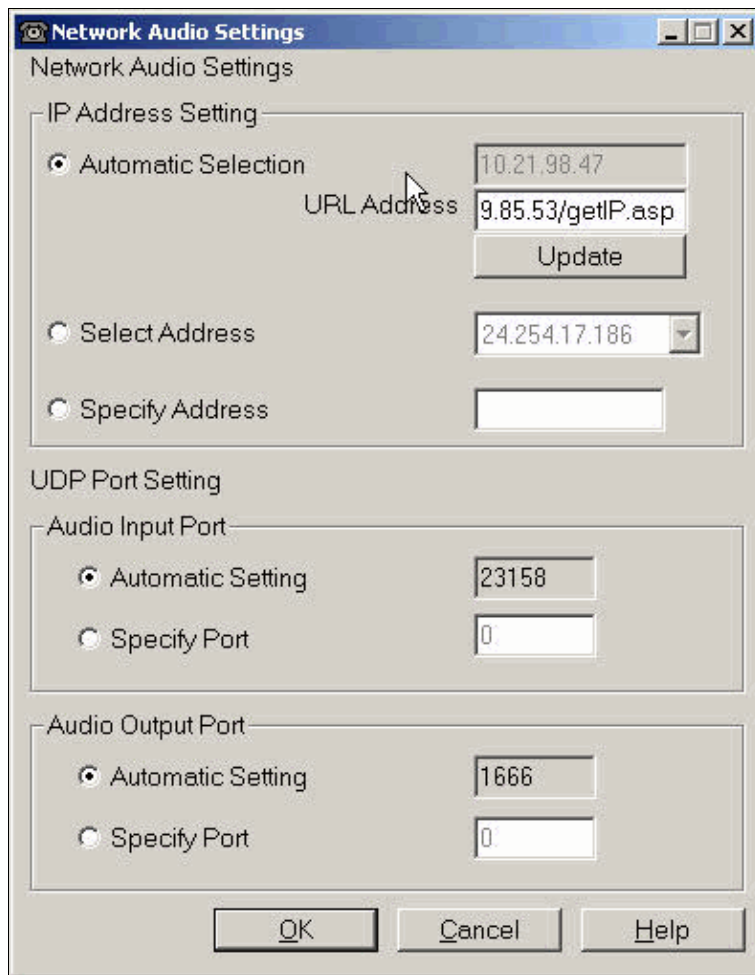 Network Audio Settings
Network Audio Settings
IP Address Setting
Automatic Selection 10.21.98.47
URL Address 9.85.53/getIP.asp
Update
Select Address 24.254.17.186
Specify Address
UDP Port Setting
Audio Input Port
Automatic Setting 23158
Specify Port 0
Audio Output Port
Automatic Setting 1666
Specify Port 0
OK Cancel Help